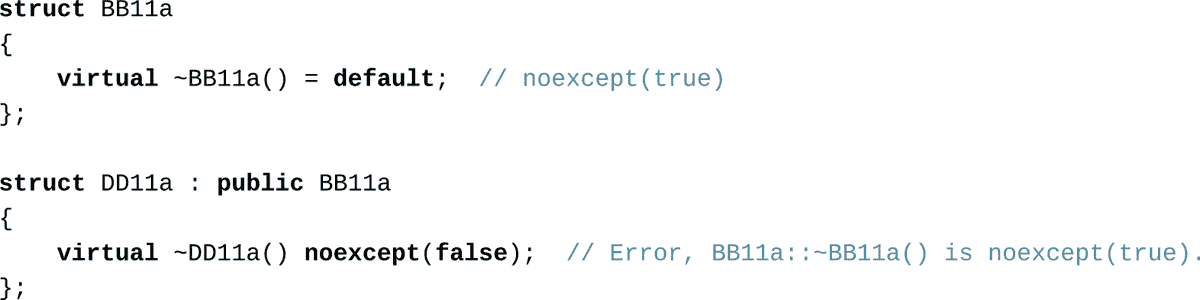 struct BB11a
{
    virtual ~BB11a() = default;  // noexcept(true)
};

struct DD11a : public BB11a
{
    virtual ~DD11a() noexcept(false);  // Error, BB11a::~BB11a() is noexcept(true).
};